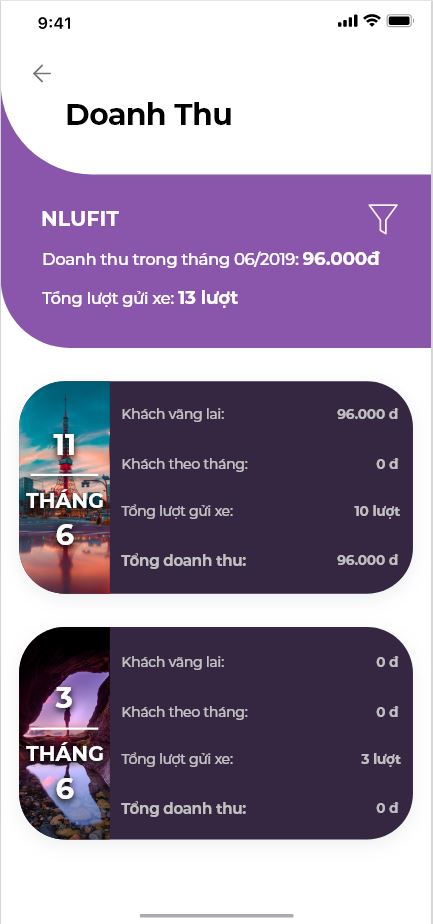 9:41
Doanh Thu
NLUFIT
Doanh thu trong tháng 06/2019: 96.000đ
Tổng lượt gửi xe: 13 lượt
11
THÁNG
6
Khách vãng lai: 96.000 đ
Khách theo tháng: 0 đ
Tổng lượt gửi xe: 10 lượt
Tổng doanh thu: 96.000 đ
3
THÁNG
6
Khách vãng lai: 0 đ
Khách theo tháng: 0 đ
Tổng lượt gửi xe: 3 lượt
Tổng doanh thu: 0 đ